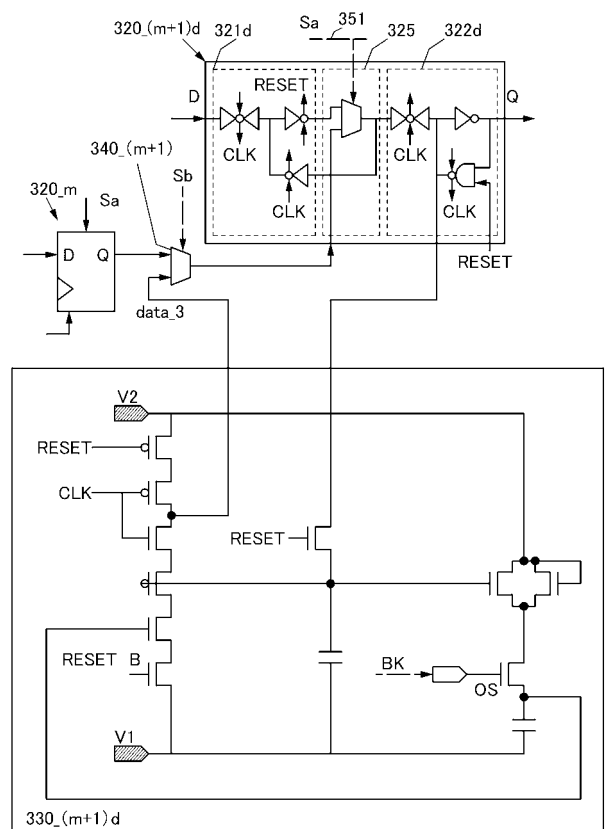 320_(m+1)d
321d
Sa
351
325
322d
RESET
D
Q
CLK
CLK
CLK
CLK
RESET
340_(m+1)
Sb
320_m
Sa
D
Q
data_3
V2
RESET
CLK
RESET
RESET B
BK
OS
V1
330_(m+1)d